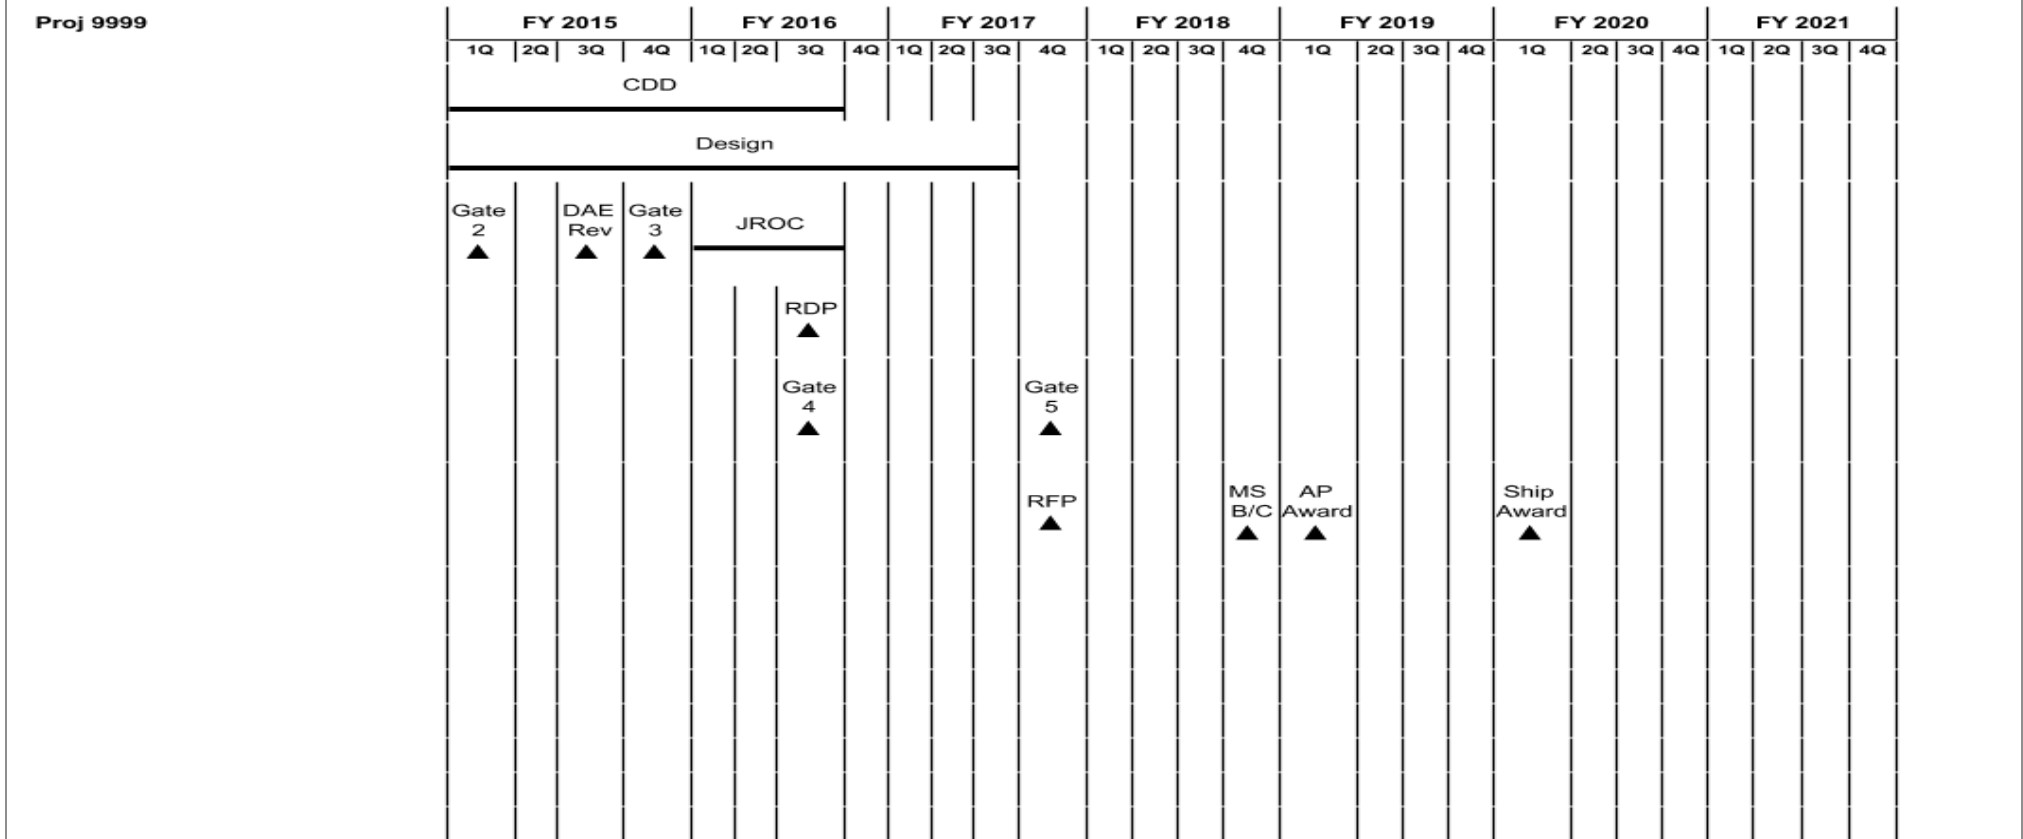 Proj 9999 FY 2015 FY 2016 FY 2017 FY 2018 FY 2019 FY 2020 FY 2021
1Q 2Q 3Q 4Q 1Q 2Q 3Q 4Q 1Q 2Q 3Q 4Q 1Q 2Q 3Q 4Q 1Q 2Q 3Q 4Q 1Q 2Q 3Q 4Q 1Q 2Q 3Q 4Q
CDD
Design
Gate 2
DAE Rev
Gate 3
JROC
RDP
Gate 4
Gate 5
RFP
MS B/C
AP Award
Ship Award